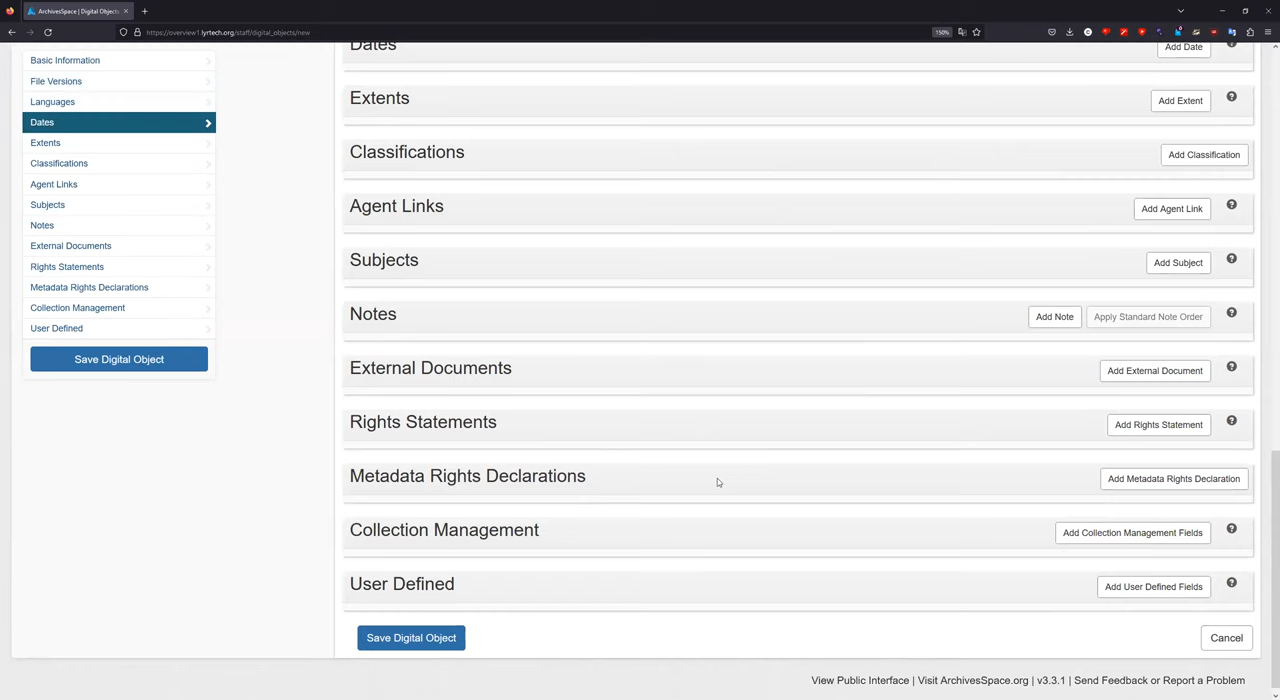 ArchivesSpace | Digital Objects
https://overview1.lyrtech.org/staff/digital_objects/new
150%
Basic Information
File Versions
Languages
Dates
Extents
Classifications
Agent Links
Subjects
Notes
External Documents
Rights Statements
Metadata Rights Declarations
Collection Management
User Defined
Save Digital Object
Dates
Add Date
Extents
Add Extent
Classifications
Add Classification
Agent Links
Add Agent Link
Subjects
Add Subject
Notes
Add Note
Apply Standard Note Order
External Documents
Add External Document
Rights Statements
Add Rights Statement
Metadata Rights Declarations
Add Metadata Rights Declaration
Collection Management
Add Collection Management Fields
User Defined
Add User Defined Fields
Save Digital Object
Cancel
View Public Interface | Visit ArchivesSpace.org | v3.3.1 | Send Feedback or Report a Problem